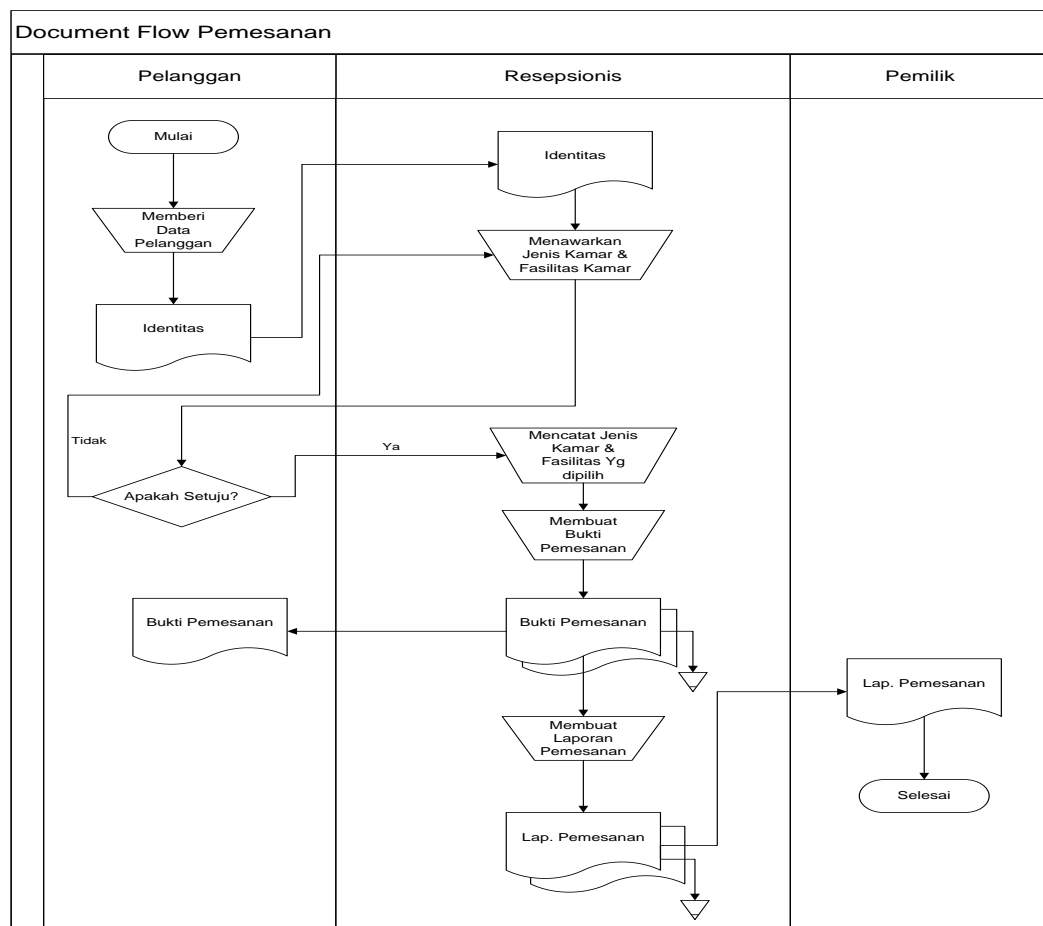 Document Flow Pemesanan
Pelanggan
Resepsionis
Pemilik
Mulai
Identitas
Memberi
Data
Pelanggan
Menawarkan
Jenis Kamar &
Fasilitas Kamar
Identitas
Tidak
Ya
Mencatat Jenis
Kamar &
Fasilitas Yg
dipilih
Apakah Setuju?
Membuat
Bukti
Pemesanan
Bukti Pemesanan
Bukti Pemesanan
Lap. Pemesanan
Membuat
Laporan
Pemesanan
Selesai
Lap. Pemesanan